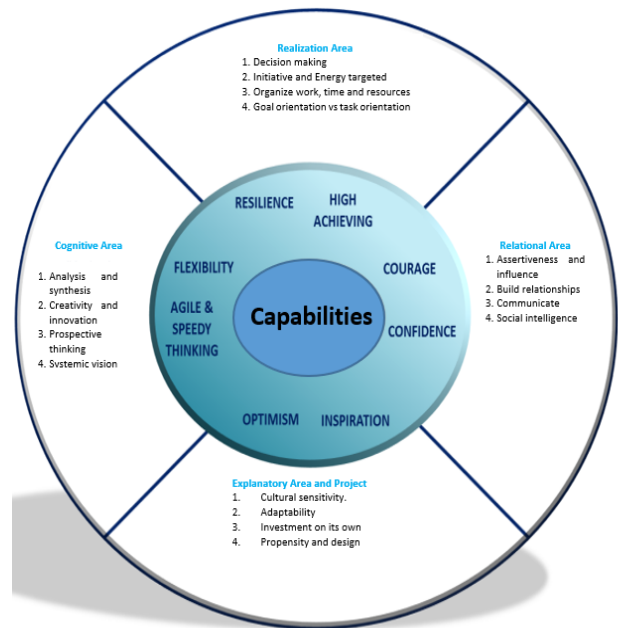 Realization Area
1. Decision making
2. Initiative and Energy targeted
3. Organize work, time and resources
4. Goal orientation vs task orientation
RESILIENCE
HIGH
ACHIEVING
Cognitive Area
1. Analysis and
synthesis
2. Creativity and
innovation
3. Prospective
thinking
4. Systemic vision
FLEXIBILITY
AGILE &
SPEEDY
THINKING
Capabilities
COURAGE
CONFIDENCE
Relational Area
1. Assertiveness and
influence
2. Build relationships
3. Communicate
4. Social intelligence
OPTIMISM
INSPIRATION
Explanatory Area and Project
1. Cultural sensitivity.
2. Adaptability
3. Investment on its own
4. Propensity and design